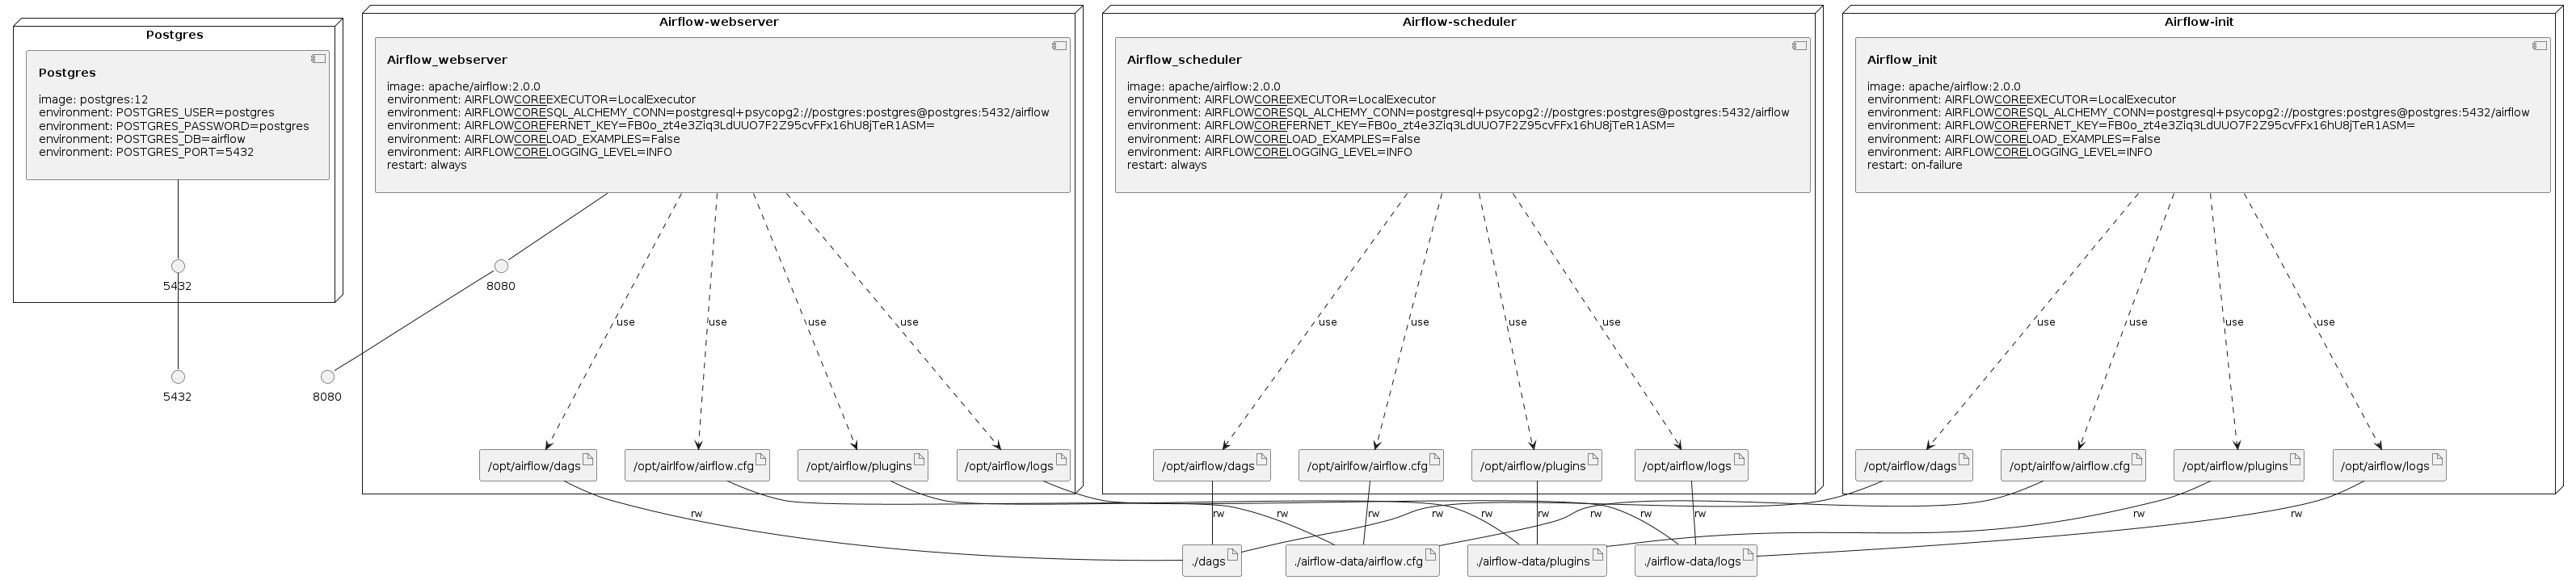 Postgres
Postgres
image: postgres:12
environment: POSTGRES_USER=postgres
environment: POSTGRES_PASSWORD=postgres
environment: POSTGRES_DB=airflow
environment: POSTGRES_PORT=5432
5432
5432
Airflow-webserver
Airflow_webserver
image: apache/airflow:2.0.0
environment: AIRFLOWCOREEXECUTOR=LocalExecutor
environment: AIRFLOWCORESQL_ALCHEMY_CONN=postgresql+psycopg2://postgres:postgres@postgres:5432/airflow
environment: AIRFLOWCOREFERNET_KEY=FB0o_zt4e3Ziq3LdUUO7F2Z95cvFFx16hU8jTeR1ASM=
environment: AIRFLOWCORELOAD_EXAMPLES=False
environment: AIRFLOWCORELOGGING_LEVEL=INFO
restart: always
8080
8080
use
use
use
use
/opt/airflow/dags
/opt/airlfow/airflow.cfg
/opt/airflow/plugins
/opt/airflow/logs
Airflow-scheduler
Airflow_scheduler
image: apache/airflow:2.0.0
environment: AIRFLOWCOREEXECUTOR=LocalExecutor
environment: AIRFLOWCORESQL_ALCHEMY_CONN=postgresql+psycopg2://postgres:postgres@postgres:5432/airflow
environment: AIRFLOWCOREFERNET_KEY=FB0o_zt4e3Ziq3LdUUO7F2Z95cvFFx16hU8jTeR1ASM=
environment: AIRFLOWCORELOAD_EXAMPLES=False
environment: AIRFLOWCORELOGGING_LEVEL=INFO
restart: always
use
use
use
use
/opt/airflow/dags
/opt/airlfow/airflow.cfg
/opt/airflow/plugins
/opt/airflow/logs
Airflow-init
Airflow_init
image: apache/airflow:2.0.0
environment: AIRFLOWCOREEXECUTOR=LocalExecutor
environment: AIRFLOWCORESQL_ALCHEMY_CONN=postgresql+psycopg2://postgres:postgres@postgres:5432/airflow
environment: AIRFLOWCOREFERNET_KEY=FB0o_zt4e3Ziq3LdUUO7F2Z95cvFFx16hU8jTeR1ASM=
environment: AIRFLOWCORELOAD_EXAMPLES=False
environment: AIRFLOWCORELOGGING_LEVEL=INFO
restart: on-failure
use
use
use
use
/opt/airflow/dags
/opt/airlfow/airflow.cfg
/opt/airflow/plugins
/opt/airflow/logs
rw
rw
rw
rw
rw
rw
rw
rw
rw
rw
rw
rw
./dags
./airflow-data/airflow.cfg
./airflow-data/plugins
./airflow-data/logs